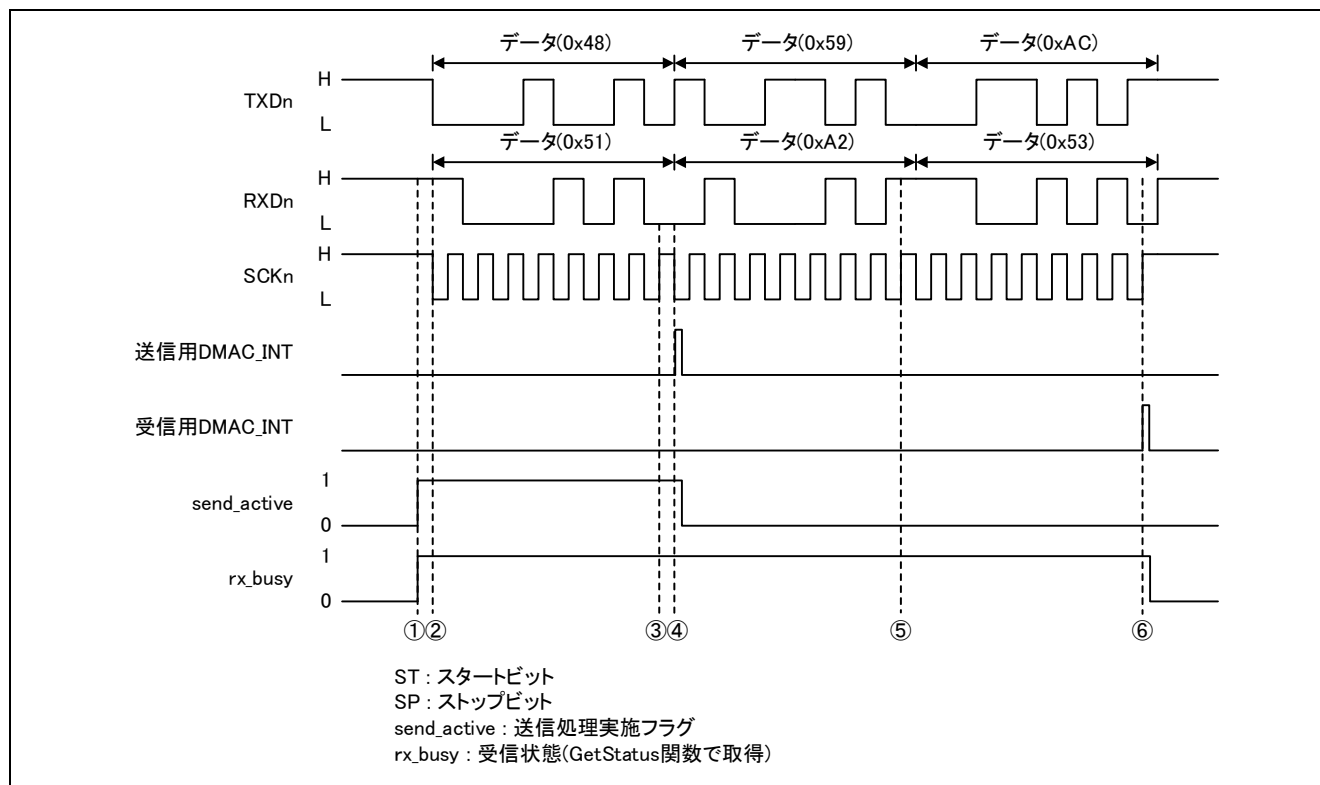 データ(0x48) データ(0x59) データ(0xAC)
H
TXDn
L
データ(0x51) データ(0xA2) データ(0x53)
H
RXDn
L
H
SCKn
L
送信用DMAC_INT
受信用DMAC_INT
1
send_active
0
1
rx_busy
0
①② ③④ ⑤ ⑥
ST : スタートビット
SP : ストップビット
send_active : 送信処理実施フラグ
rx_busy : 受信状態(GetStatus関数で取得)